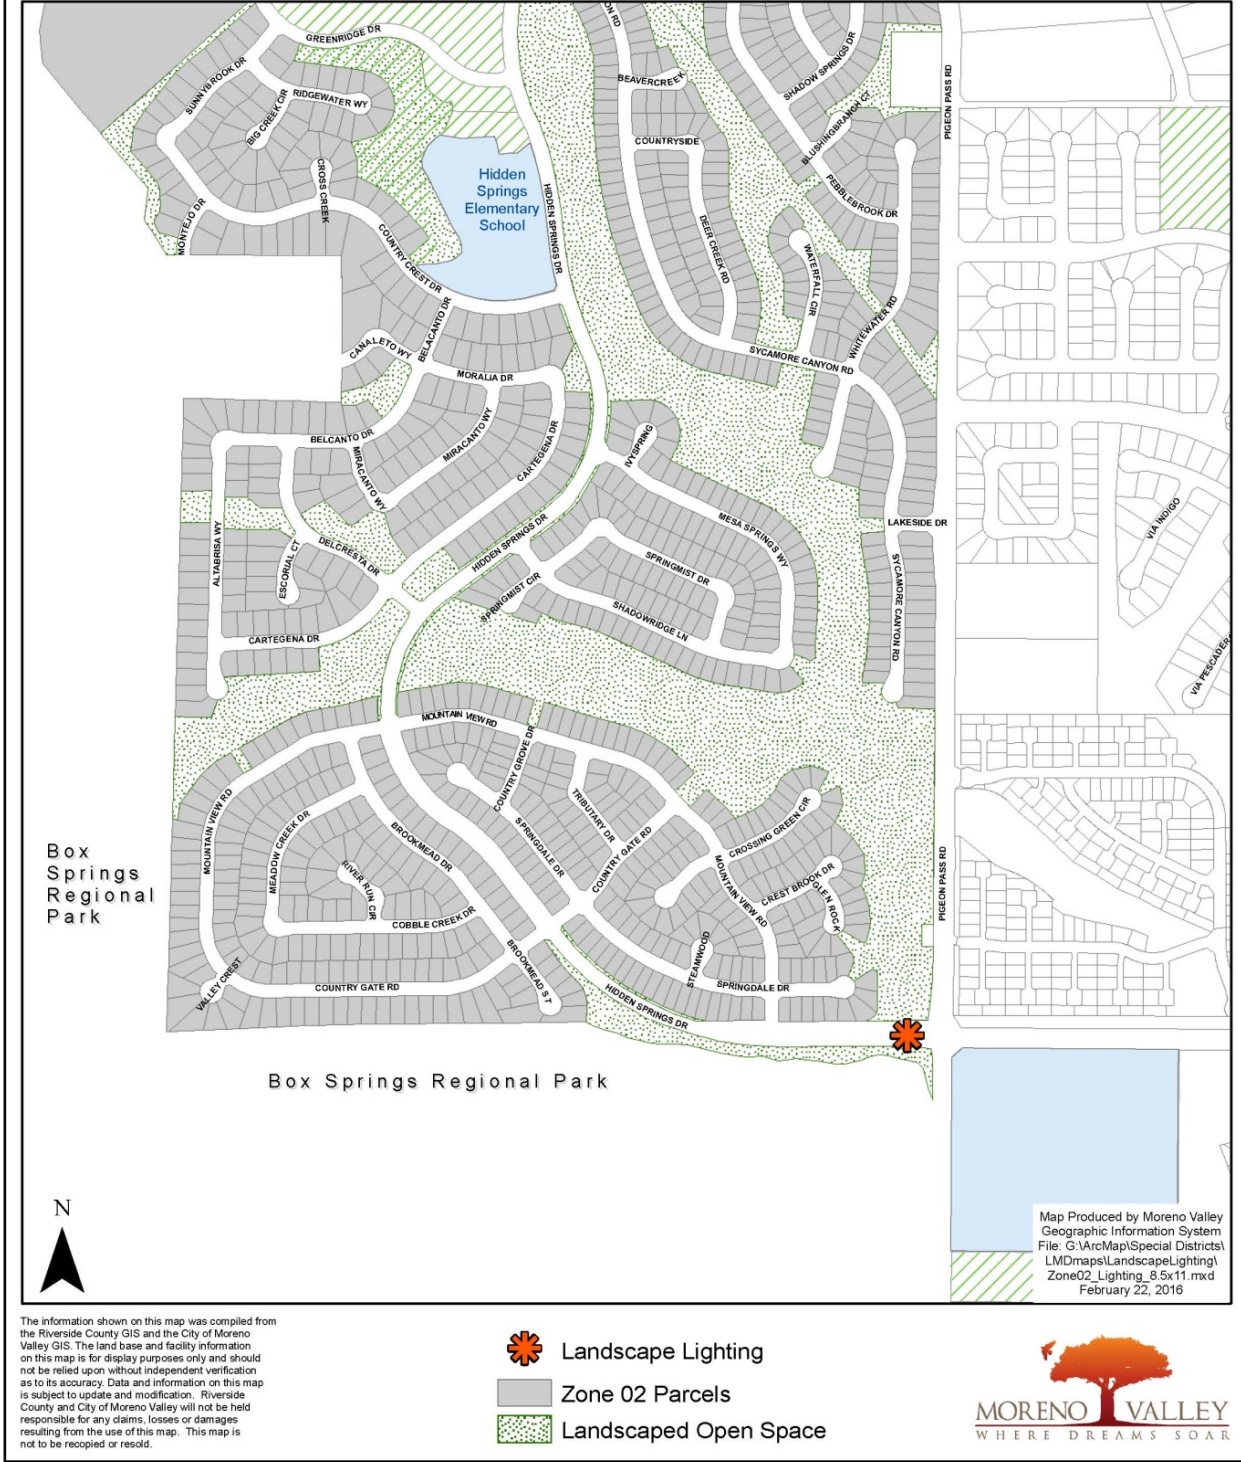 ON RD
GREENRIDGE DR
SUNNYBROOK DR
BIG CREEK CIR
RIDGEWATER WY
BEAVERCREEK
SHADOW SPRINGS DR
PIGEON PASS RD
COUNTRYSIDE
BLUSHINGBRANCH CT
CROSS CREEK
Hidden
Springs
Elementary
School
HIDDEN SPRINGS DR
PEBBLEBROOK DR
MONTEJO DR
COUNTRY CREST DR
DEER CREEK RD
WATERFALL CIR
BELACANTO DR
WHITEWATER RD
CANALETO WY
SYCAMORE CANYON RD
MORALIA DR
BELCANTO DR
MIRACANTO WY
MIRACANTO WY
CARTEGENA DR
IVYSPRING
ALTABRISA WY
HIDDEN SPRINGS DR
MESA SPRINGS WY
LAKESIDE DR
VIA INDIGO
ESCORIAL CT
DELCRESTA DR
SPRINGMIST CIR
SPRINGMIST DR
SHADOWRIDGE LN
SYCAMORE CANYON RD
CARTEGENA DR
VIA PESCADER
MOUNTAIN VIEW RD
COUNTRY GROVE DR
MOUNTAIN VIEW RD
MEADOW CREEK DR
BROOKMEAD DR
SPRINGDALE DR
TRIBUTARY DR
COUNTRY GATE RD
CROSSING GREEN CIR
Box
Springs
Regional
Park
RIVER RUN CIR
COBBLE CREEK DR
MOUNTAIN VIEW RD
CREST BROOK DR
GLEN ROCK
PIGEON PASS RD
VALLEY CREST
COUNTRY GATE RD
BROOKMEAD ST
STEAMWOOD
SPRINGDALE DR
HIDDEN SPRINGS DR
Box Springs Regional Park
N
Map Produced by Moreno Valley
Geographic Information System
File: G:\ArcMap\Special Districts\
LMDmaps\LandscapeLighting\
Zone02_Lighting_8.5x11.mxd
February 22, 2016
The information shown on this map was compiled from
the Riverside County GIS and the City of Moreno
Valley GIS. The land base and facility information
on this map is for display purposes only and should
not be relied upon without independent verification
as to its accuracy. Data and information on this map
is subject to update and modification. Riverside
County and City of Moreno Valley will not be held
responsible for any claims, losses or damages
resulting from the use of this map. This map is
not to be recopied or resold.
Landscape Lighting
Zone 02 Parcels
Landscaped Open Space
MORENO VALLEY
WHERE DREAMS SOAR